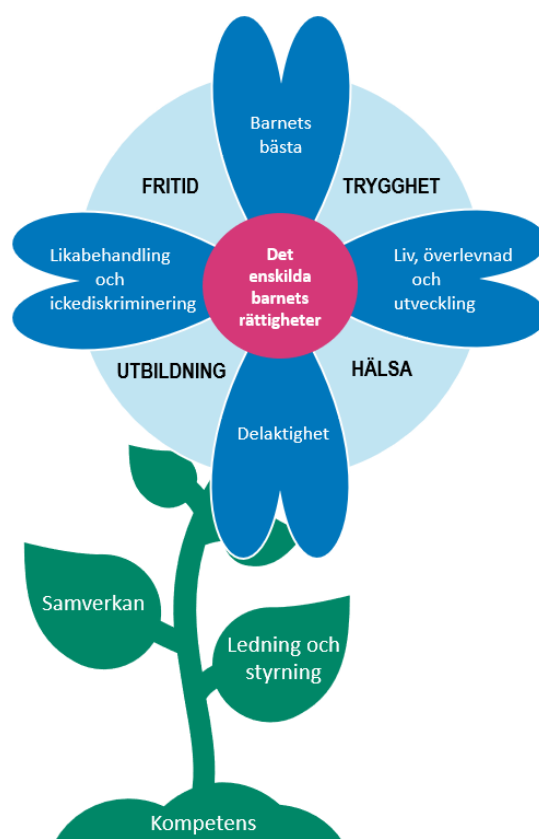 Barnets
bästa
FRITID
TRYGGHET
Likabehandling
och
ickediskriminering
Det
enskilda
barnets
rättigheter
Liv, överlevnad
och
utveckling
UTBILDNING
HÄLSA
Delaktighet
Samverkan
Ledning och
styrning
Kompetens